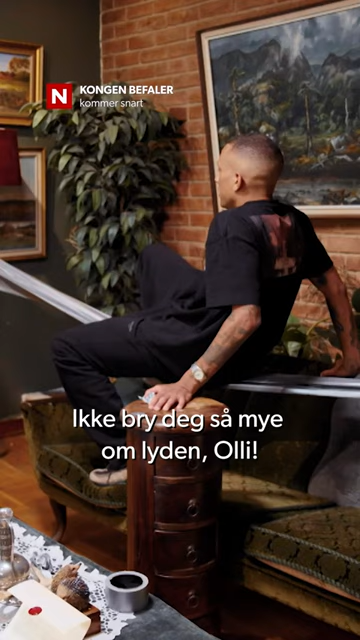 N
KONGEN BEFALER
kommer snart
Ikke bry deg så mye
om lyden, Olli!